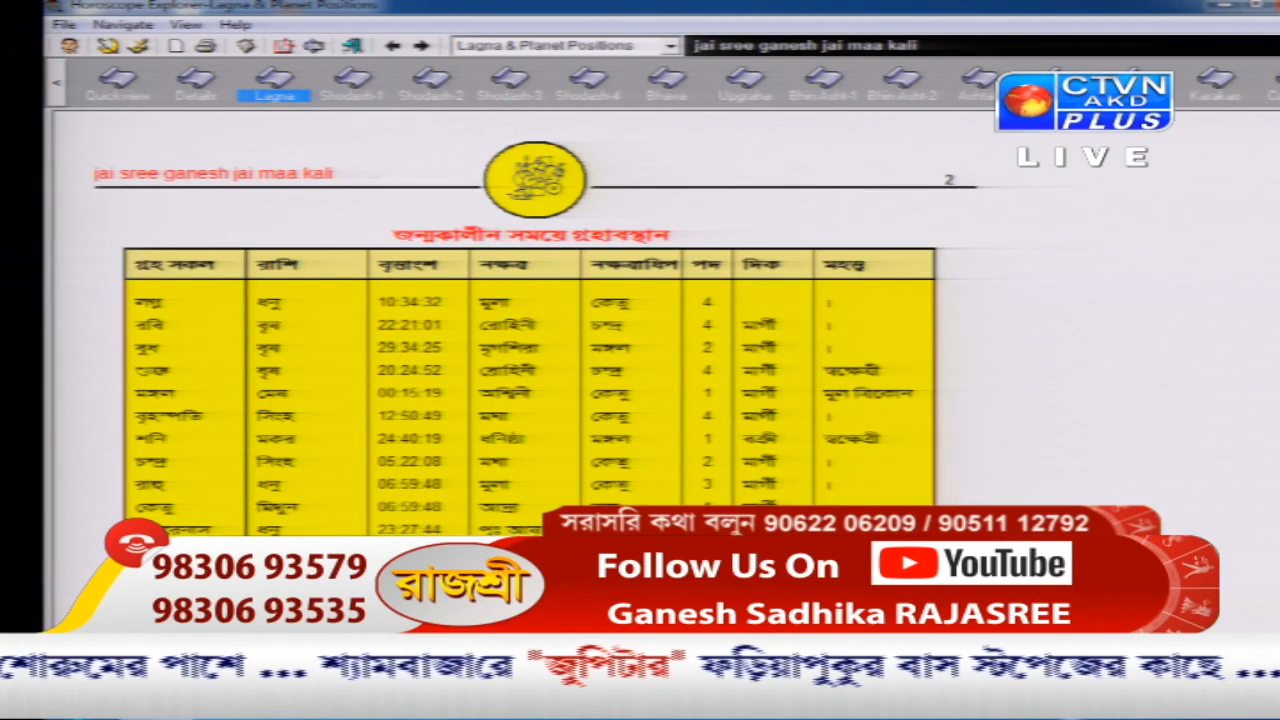 Horoscope Explorer-Lagna & Planet Positions
File Navigate View Help
Lagna & Planet Positions jai sree ganesh jai maa kali
Quickview Details Lagna Shodash-1 Shodash-2 Shodash-3 Shodash-4 Bhava Upgraha Bhin Asht-1 Bhin Asht-2 Karakan
CTVN
AKD
PLUS
LIVE
jai sree ganesh jai maa kali 2
জন্মকালীন সময়ে গ্রহাবস্থান
গ্রহ সকল রাশি বৃত্তাংশ নক্ষত্র নক্ষত্রাধিপ পদ দিক মহত্ত্ব
লগ্ন ধনু 10:34:32 মূলা কেতু 4 ।
রবি বৃষ 22:21:01 রোহিনী চন্দ্র 4 মার্গী ।
বুধ বৃষ 29:34:25 মৃগশিরা মঙ্গল 2 মার্গী ।
শুক্র বৃষ 20:24:52 রোহিনী চন্দ্র 4 মার্গী স্বক্ষেত্রী
মঙ্গল মেষ 00:15:19 অশ্বিনী কেতু 1 মার্গী মূল ত্রিকোন
বৃহস্পতি সিংহ 12:50:49 মঘা কেতু 4 মার্গী ।
শনি মকর 24:40:19 ধনিষ্ঠা মঙ্গল 1 বক্রী স্বক্ষেত্রী
চন্দ্র সিংহ 05:22:08 মঘা কেতু 2 মার্গী ।
রাহু ধনু 06:59:48 মূলা কেতু 3 মার্গী ।
কেতু মিথুন 06:59:48 আদ্রা
ধনু 23:27:44
সরাসরি কথা বলুন 90622 06209 / 90511 12792
98306 93579
98306 93535
রাজশ্রী
Follow Us On YouTube
Ganesh Sadhika RAJASREE
শোরুমের পাশে ... শ্যামবাজারে "জুপিটার" ফড়িয়াপুকুর বাস স্টপেজের কাছে ...